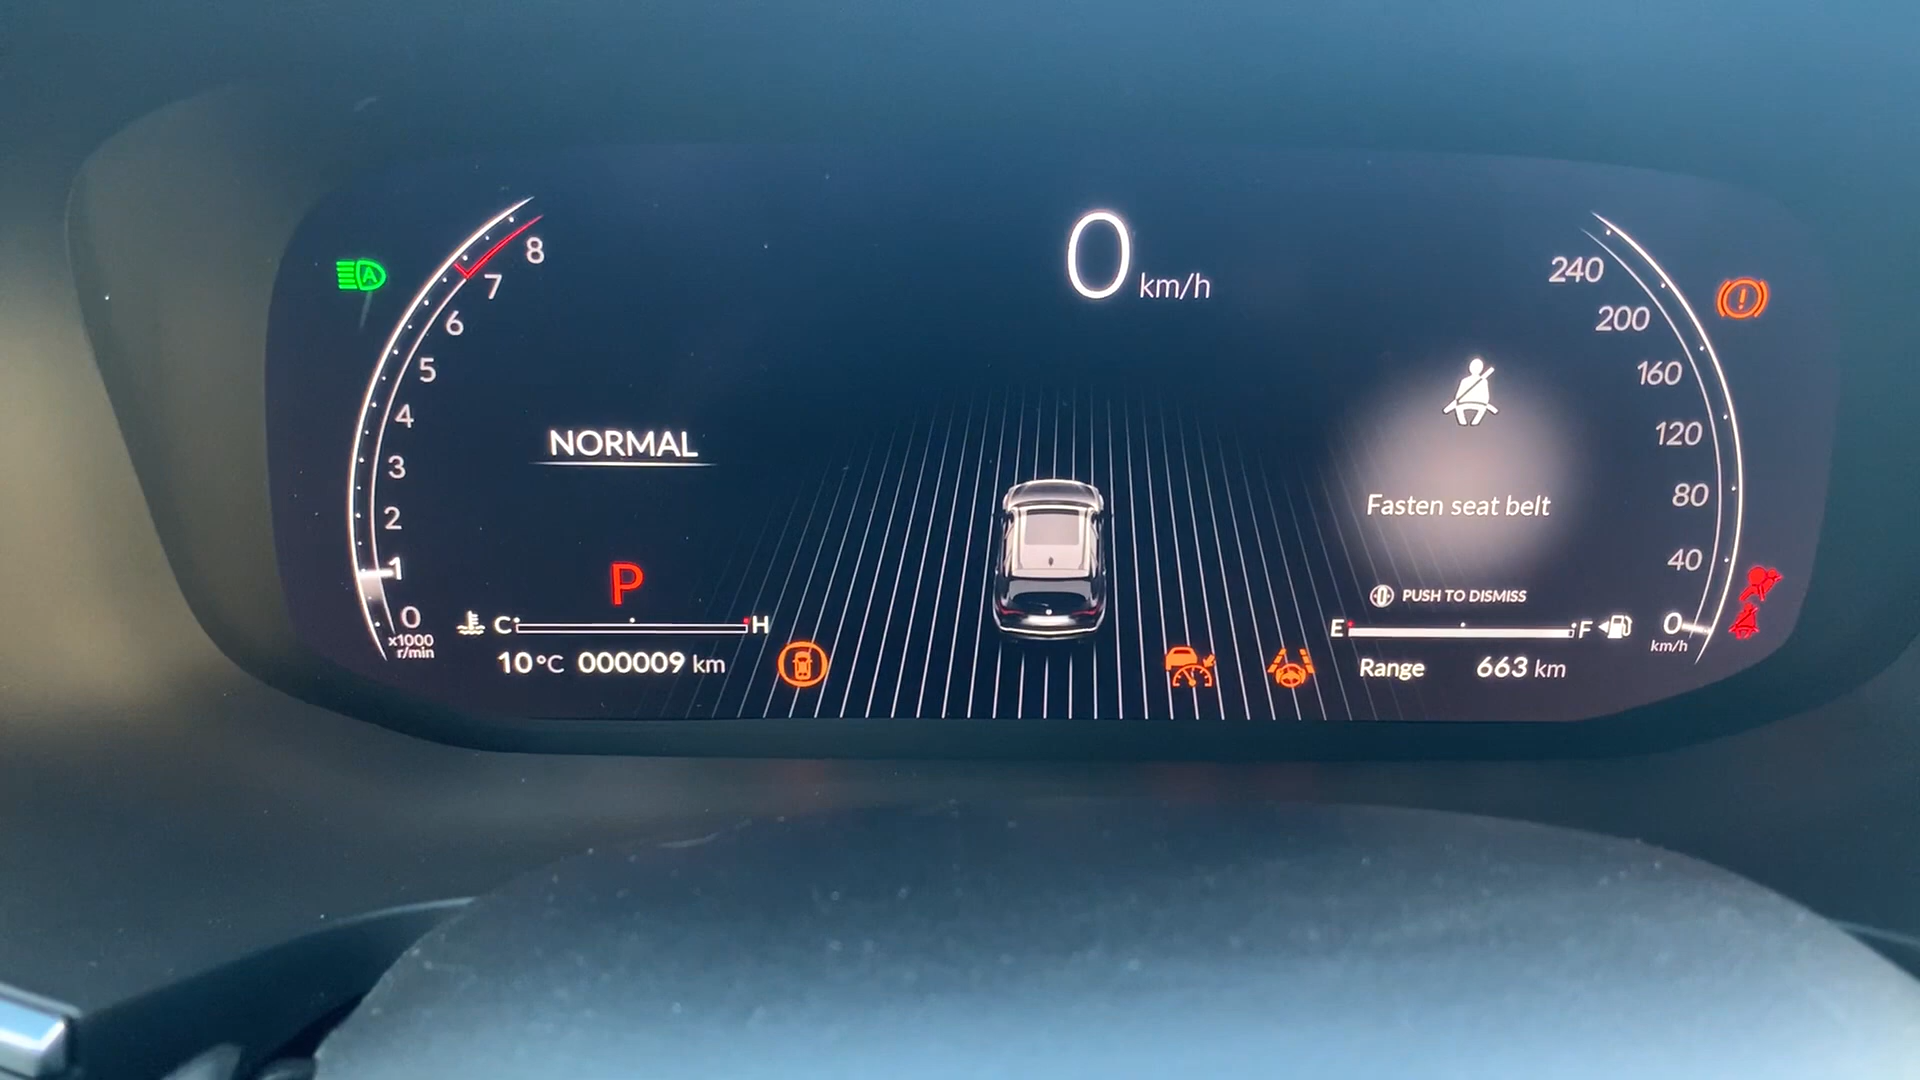 8
7
6
5
4
3
2
1
0
x1000
r/min
NORMAL
P
C H
10°C 000009 km
0 km/h
A
240
200
160
120
80
40
0
km/h
Fasten seat belt
PUSH TO DISMISS
E F
Range 663 km